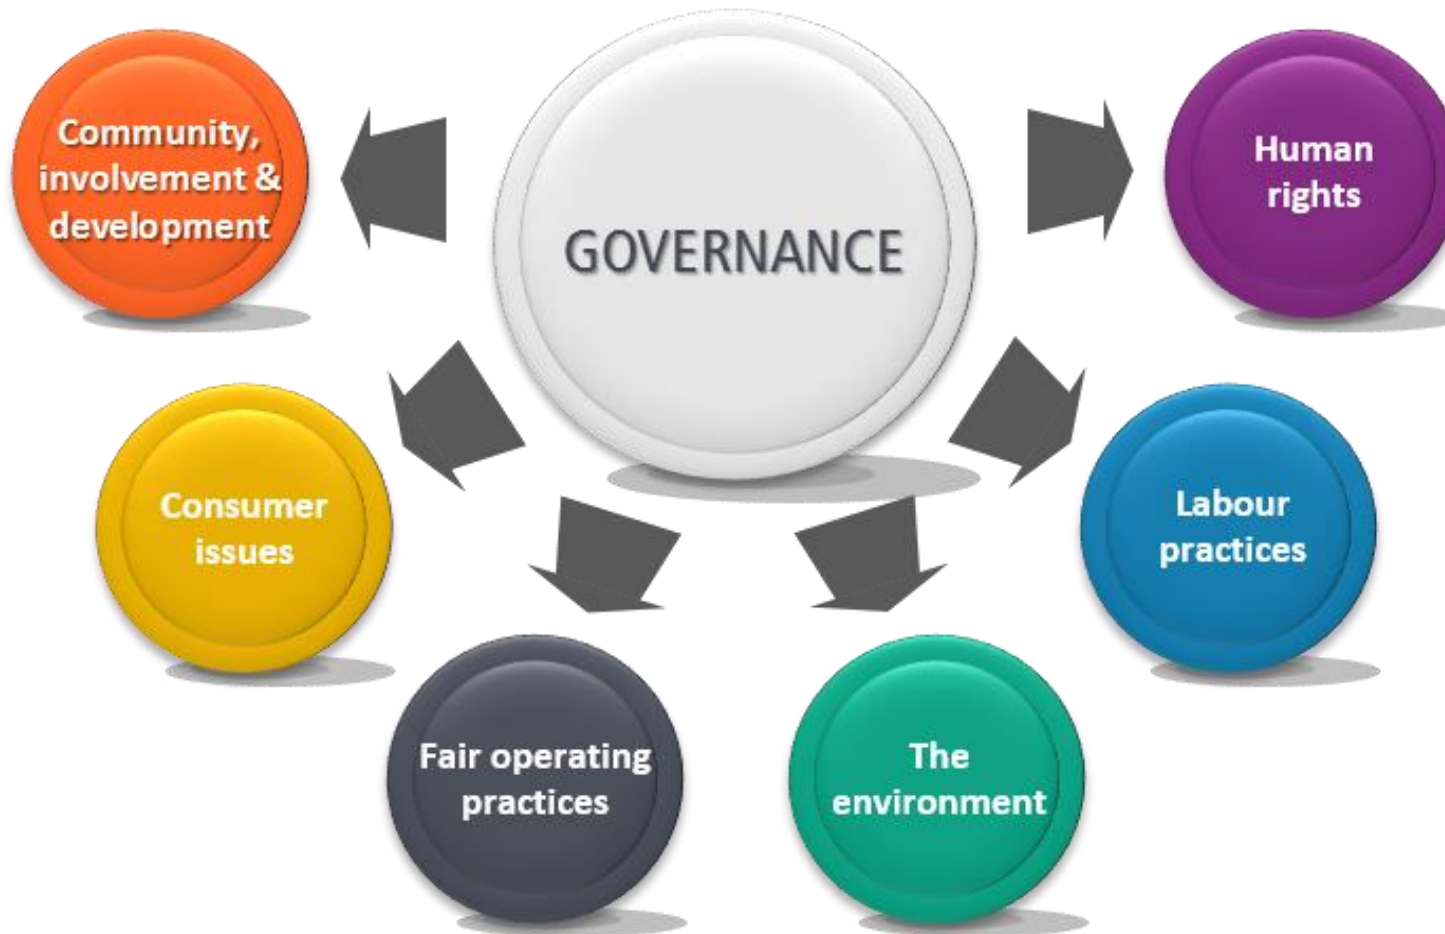 Community,
involvement &
development
GOVERNANCE
Human
rights
Consumer
issues
Labour
practices
Fair operating
practices
The
environment